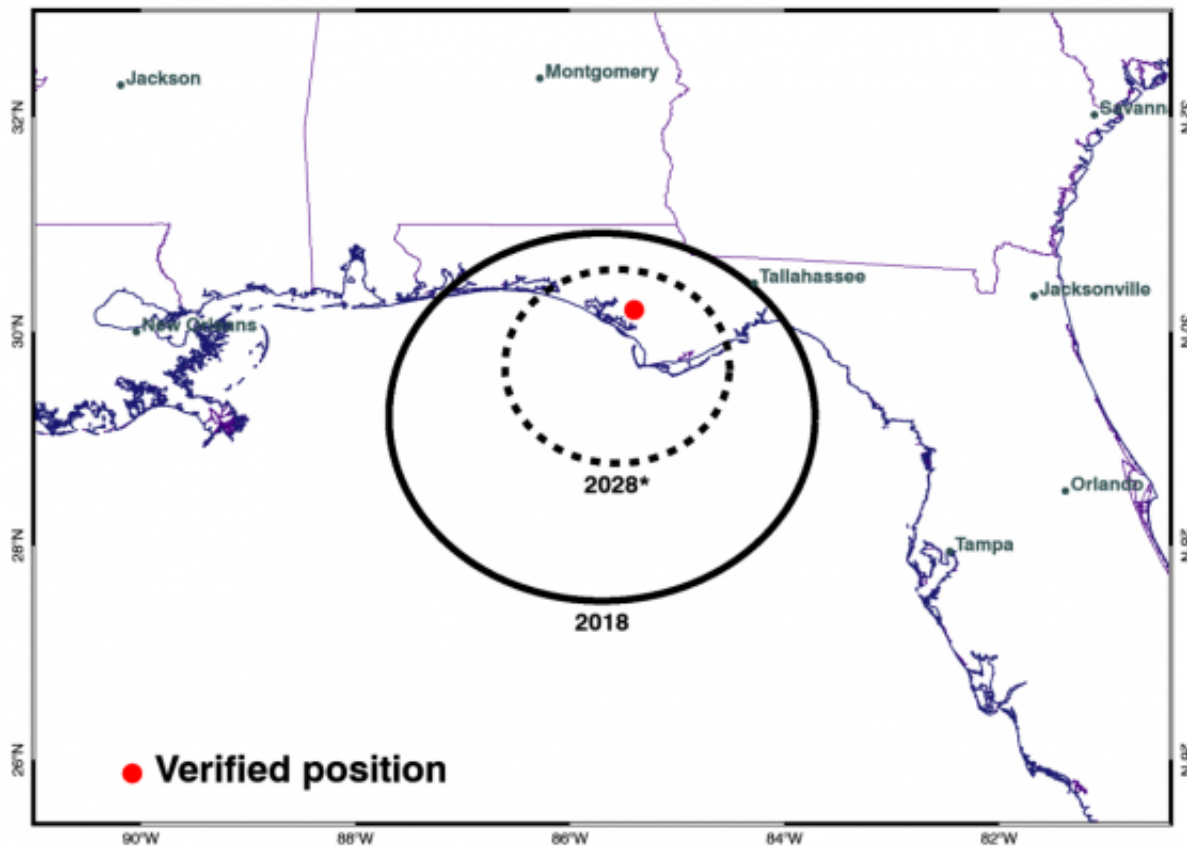 Jackson
Montgomery
Savann
32°N
Tallahassee
Jacksonville
New Orleans
30°N
2028*
28°N
Orlando
Tampa
2018
26°N
Verified position
90°W
88°W
86°W
84°W
82°W